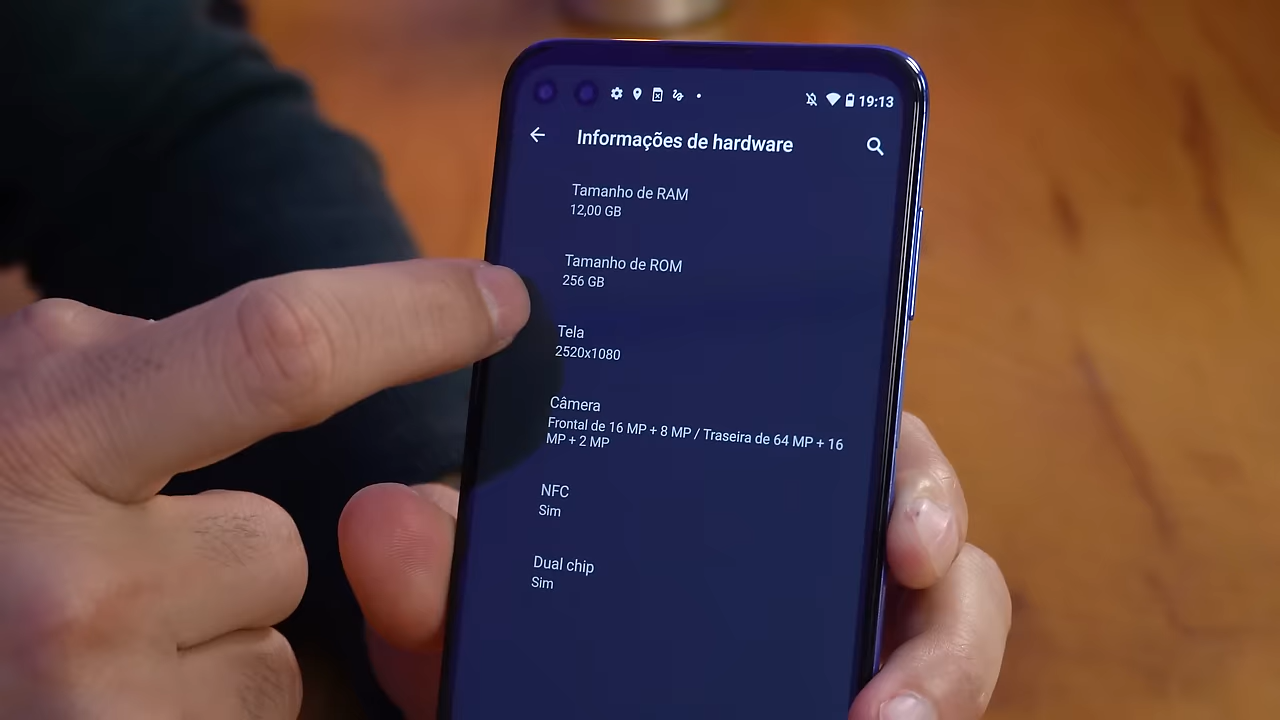 19:13
Informações de hardware
Tamanho de RAM
12,00 GB
Tamanho de ROM
256 GB
Tela
2520x1080
Câmera
Frontal de 16 MP + 8 MP / Traseira de 64 MP + 16
MP + 2 MP
NFC
Sim
Dual chip
Sim